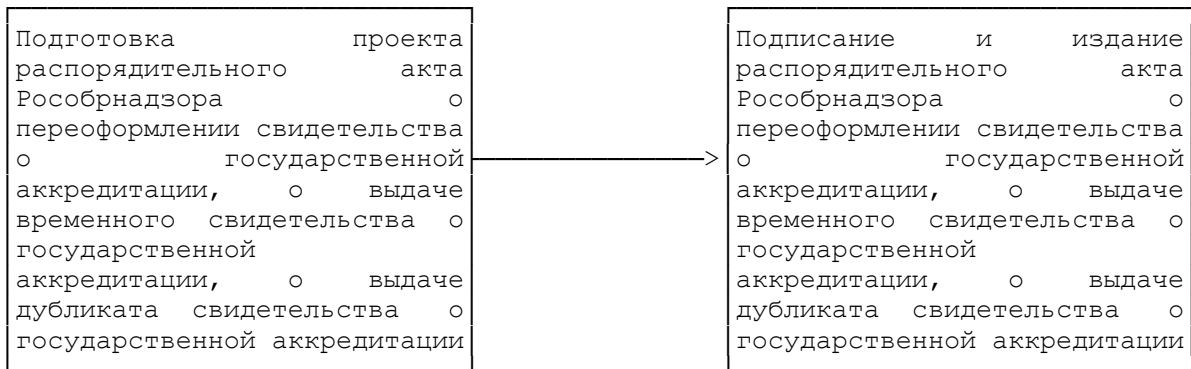 Подготовка проекта
распорядительного акта
Рособрнадзора о
переоформлении свидетельства
о государственной
аккредитации, о выдаче
временного свидетельства о
государственной
аккредитации, о выдаче
дубликата свидетельства о
государственной аккредитации
Подписание и издание
распорядительного акта
Рособрнадзора о
переоформлении свидетельства
о государственной
аккредитации, о выдаче
временного свидетельства о
государственной
аккредитации, о выдаче
дубликата свидетельства о
государственной аккредитации